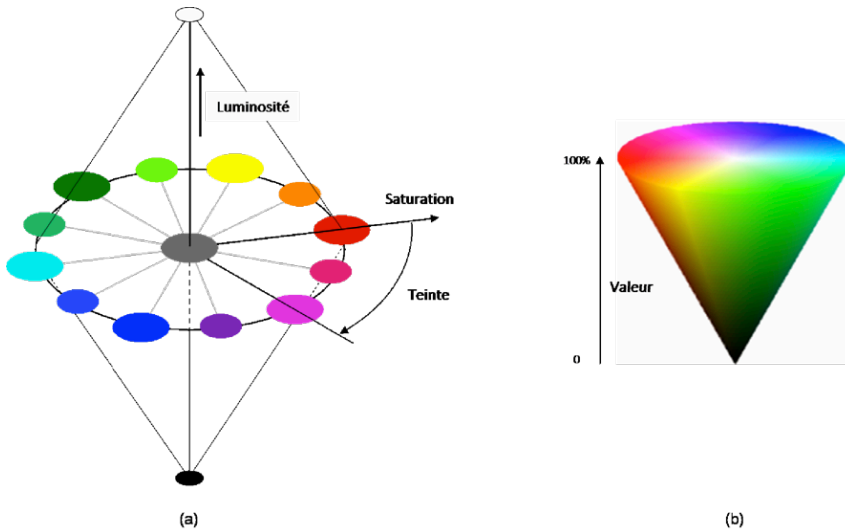 Luminosité
Saturation
Teinte
100%
Valeur
0
(a)
(b)